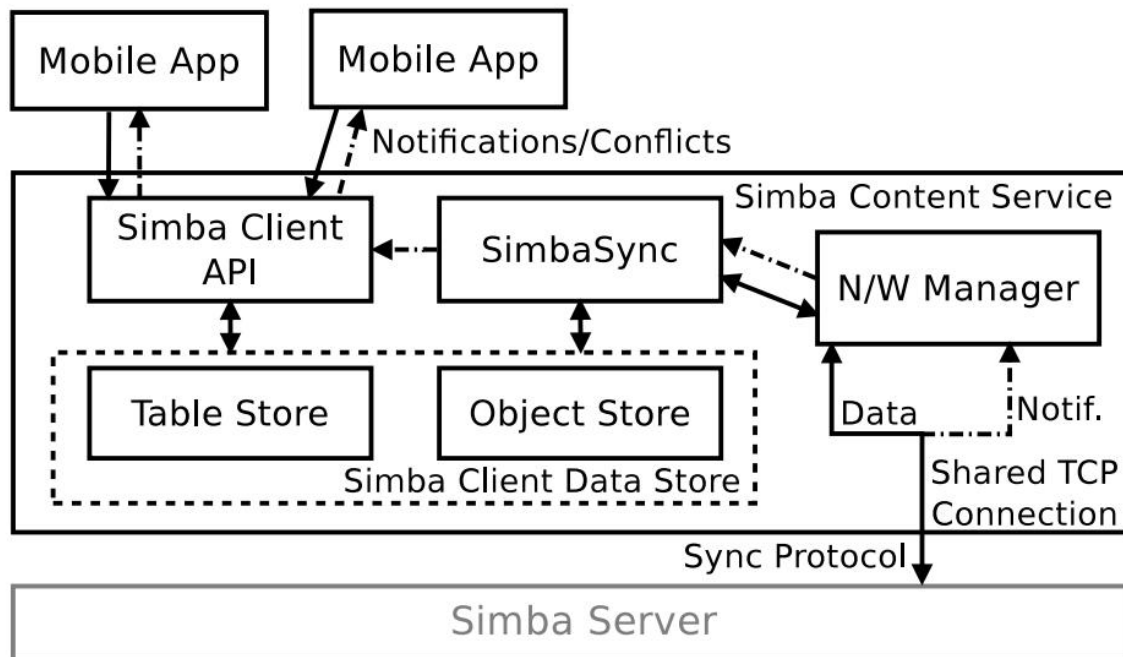 Mobile App
Mobile App
Notifications/Conflicts
Simba Content Service
Simba Client
API
SimbaSync
N/W Manager
Table Store
Object Store
Data
Notif.
Simba Client Data Store
Shared TCP
Connection
Sync Protocol
Simba Server